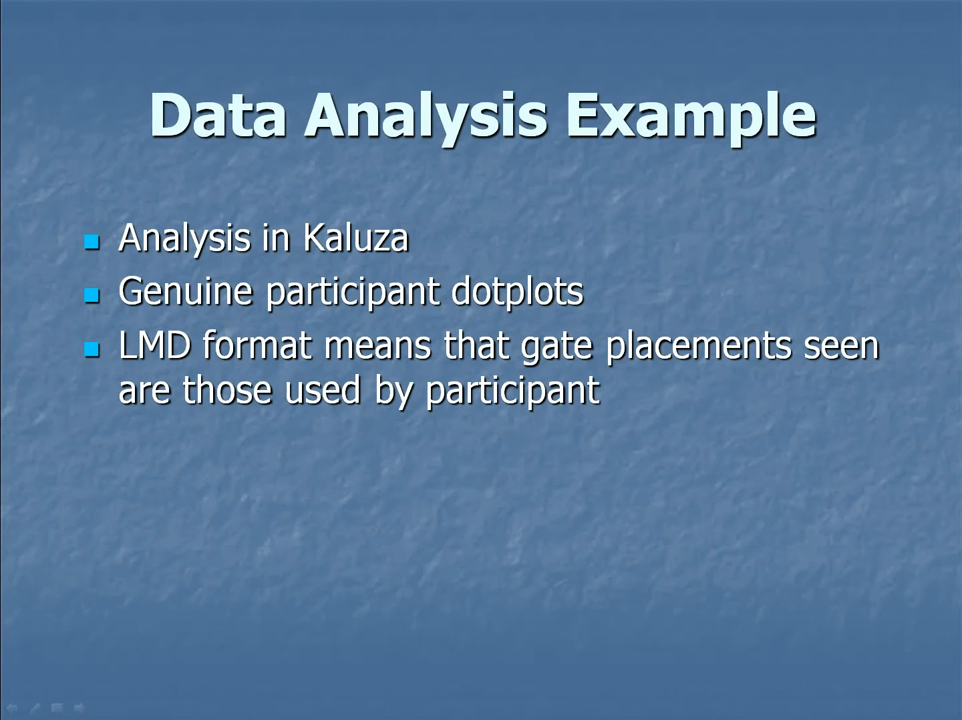 Data Analysis Example
Analysis in Kaluza
Genuine participant dotplots
LMD format means that gate placements seen
are those used by participant